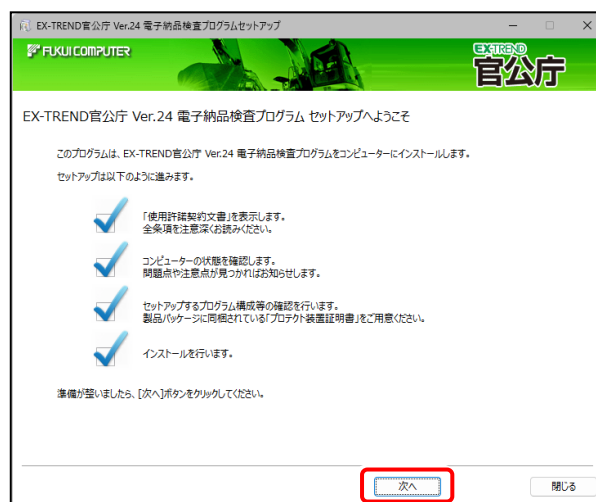 EX-TREND官公庁 Ver.24 電子納品検査プログラムセットアップ
FUKUI COMPUTER
EX-TREND
官公庁
EX-TREND官公庁 Ver.24 電子納品検査プログラム セットアップへようこそ
このプログラムは、EX-TREND官公庁 Ver.24 電子納品検査プログラムをコンピューターにインストールします。
セットアップは以下のように進みます。
「使用許諾契約文書」を表示します。
全条項を注意深くお読みください。
コンピューターの状態を確認します。
問題点や注意点が見つかればお知らせします。
セットアップするプログラム構成等の確認を行います。
製品パッケージに同梱されている「プロテクト装置証明書」をご用意ください。
インストールを行います。
準備が整いましたら、[次へ]ボタンをクリックしてください。
次へ
閉じる